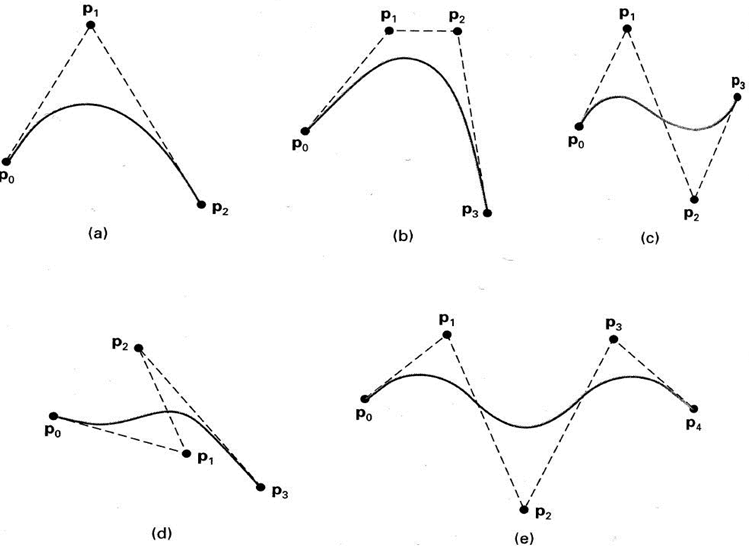 p₁
p₀
p₂
(a)
p₁ p₂
p₀
p₃
(b)
p₁
p₃
p₀
p₂
(c)
p₂
p₀
p₁
p₃
(d)
p₁ p₃
p₀
p₄
p₂
(e)